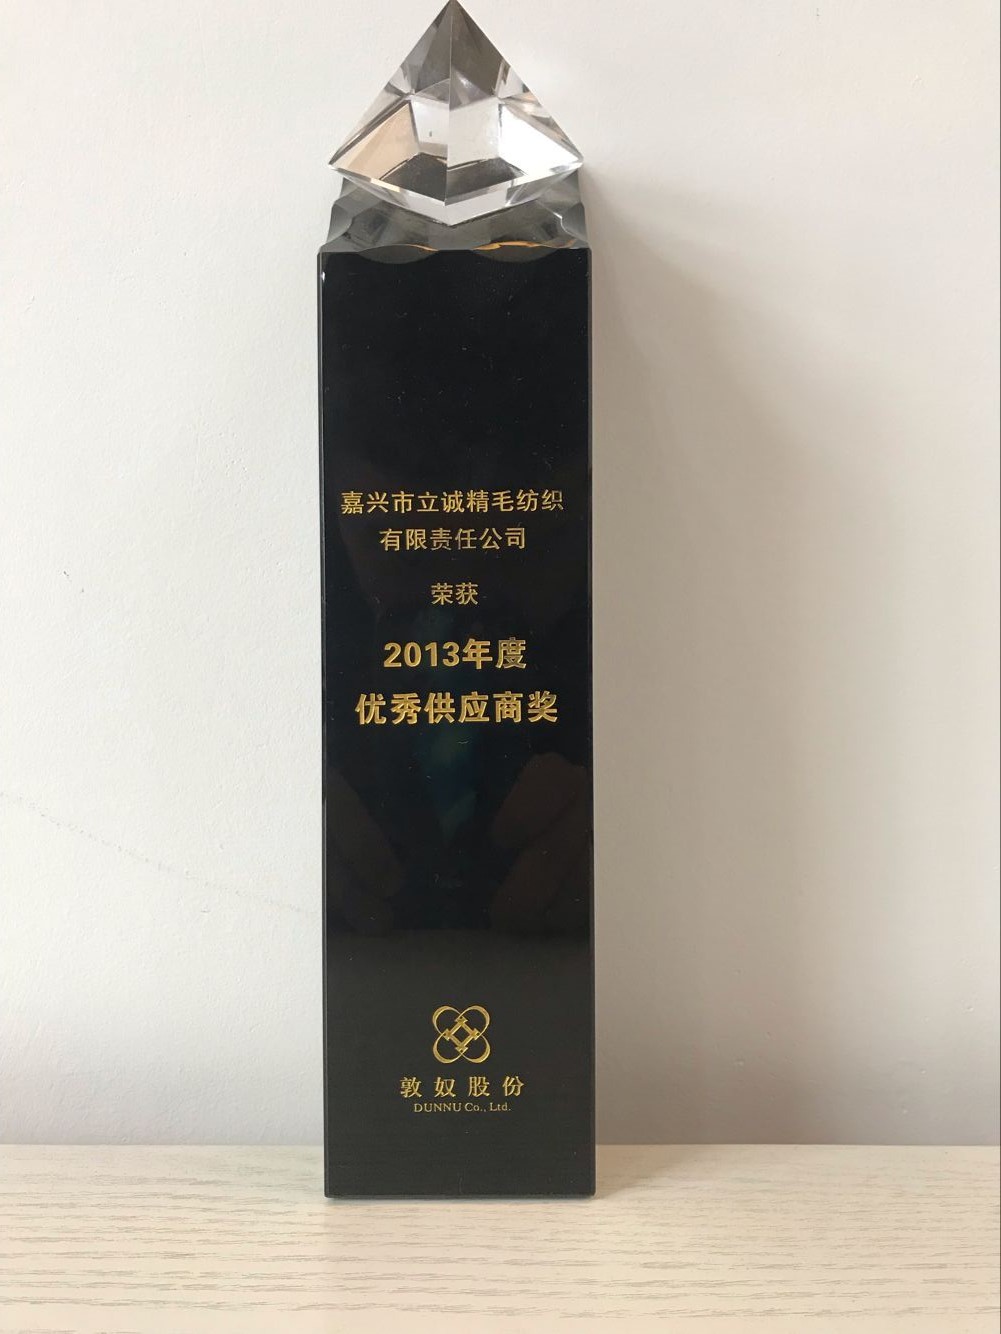 嘉兴市立诚精毛纺织
有限责任公司
荣获
2013年度
优秀供应商奖
敦奴股份
DUNNU Co., Ltd.